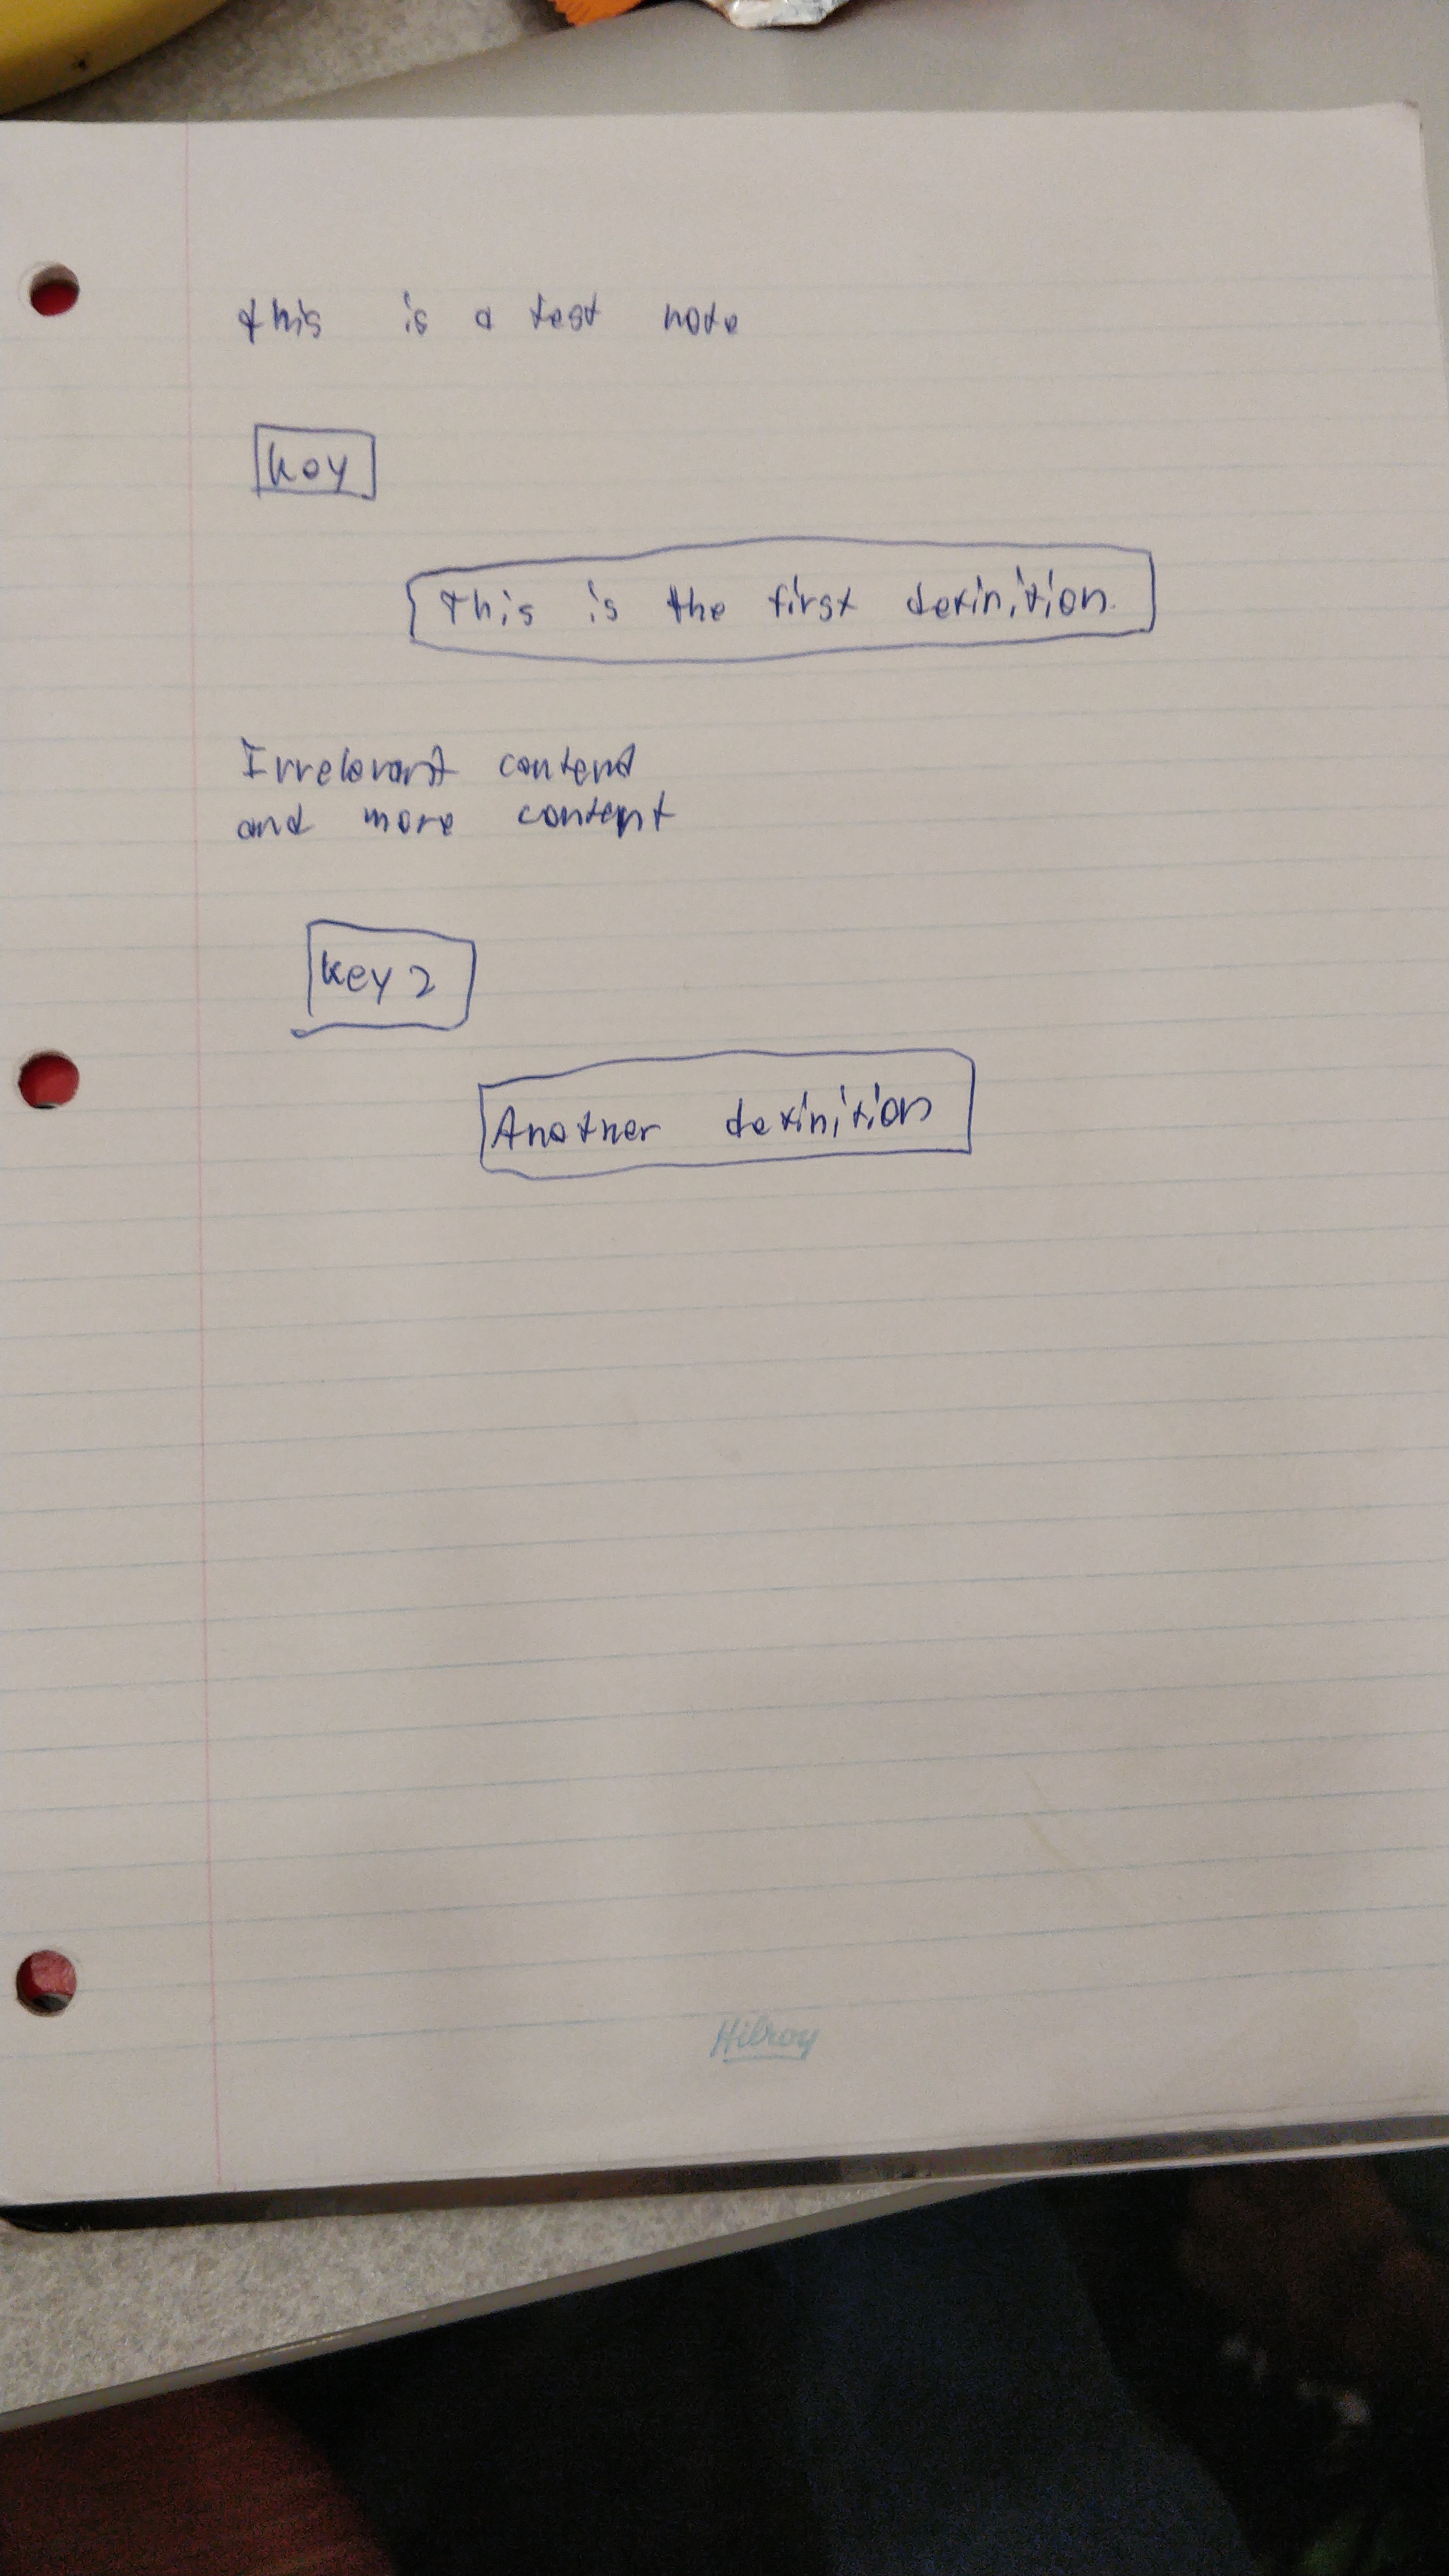 this is a test note
key
This is the first definition.
Irrelevant content
and more content
key 2
Another definition
Hilroy